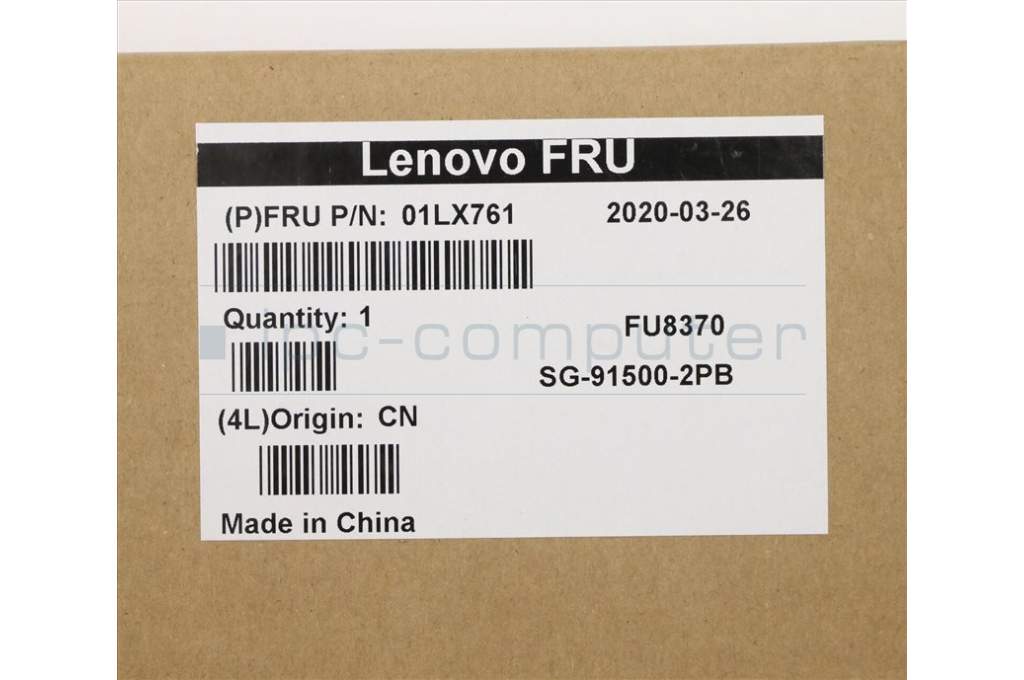 Lenovo FRU
(P)FRU P/N: 01LX761 2020-03-26
Quantity: 1 FU8370
ipc-computer
SG-91500-2PB
(4L)Origin: CN
Made in China